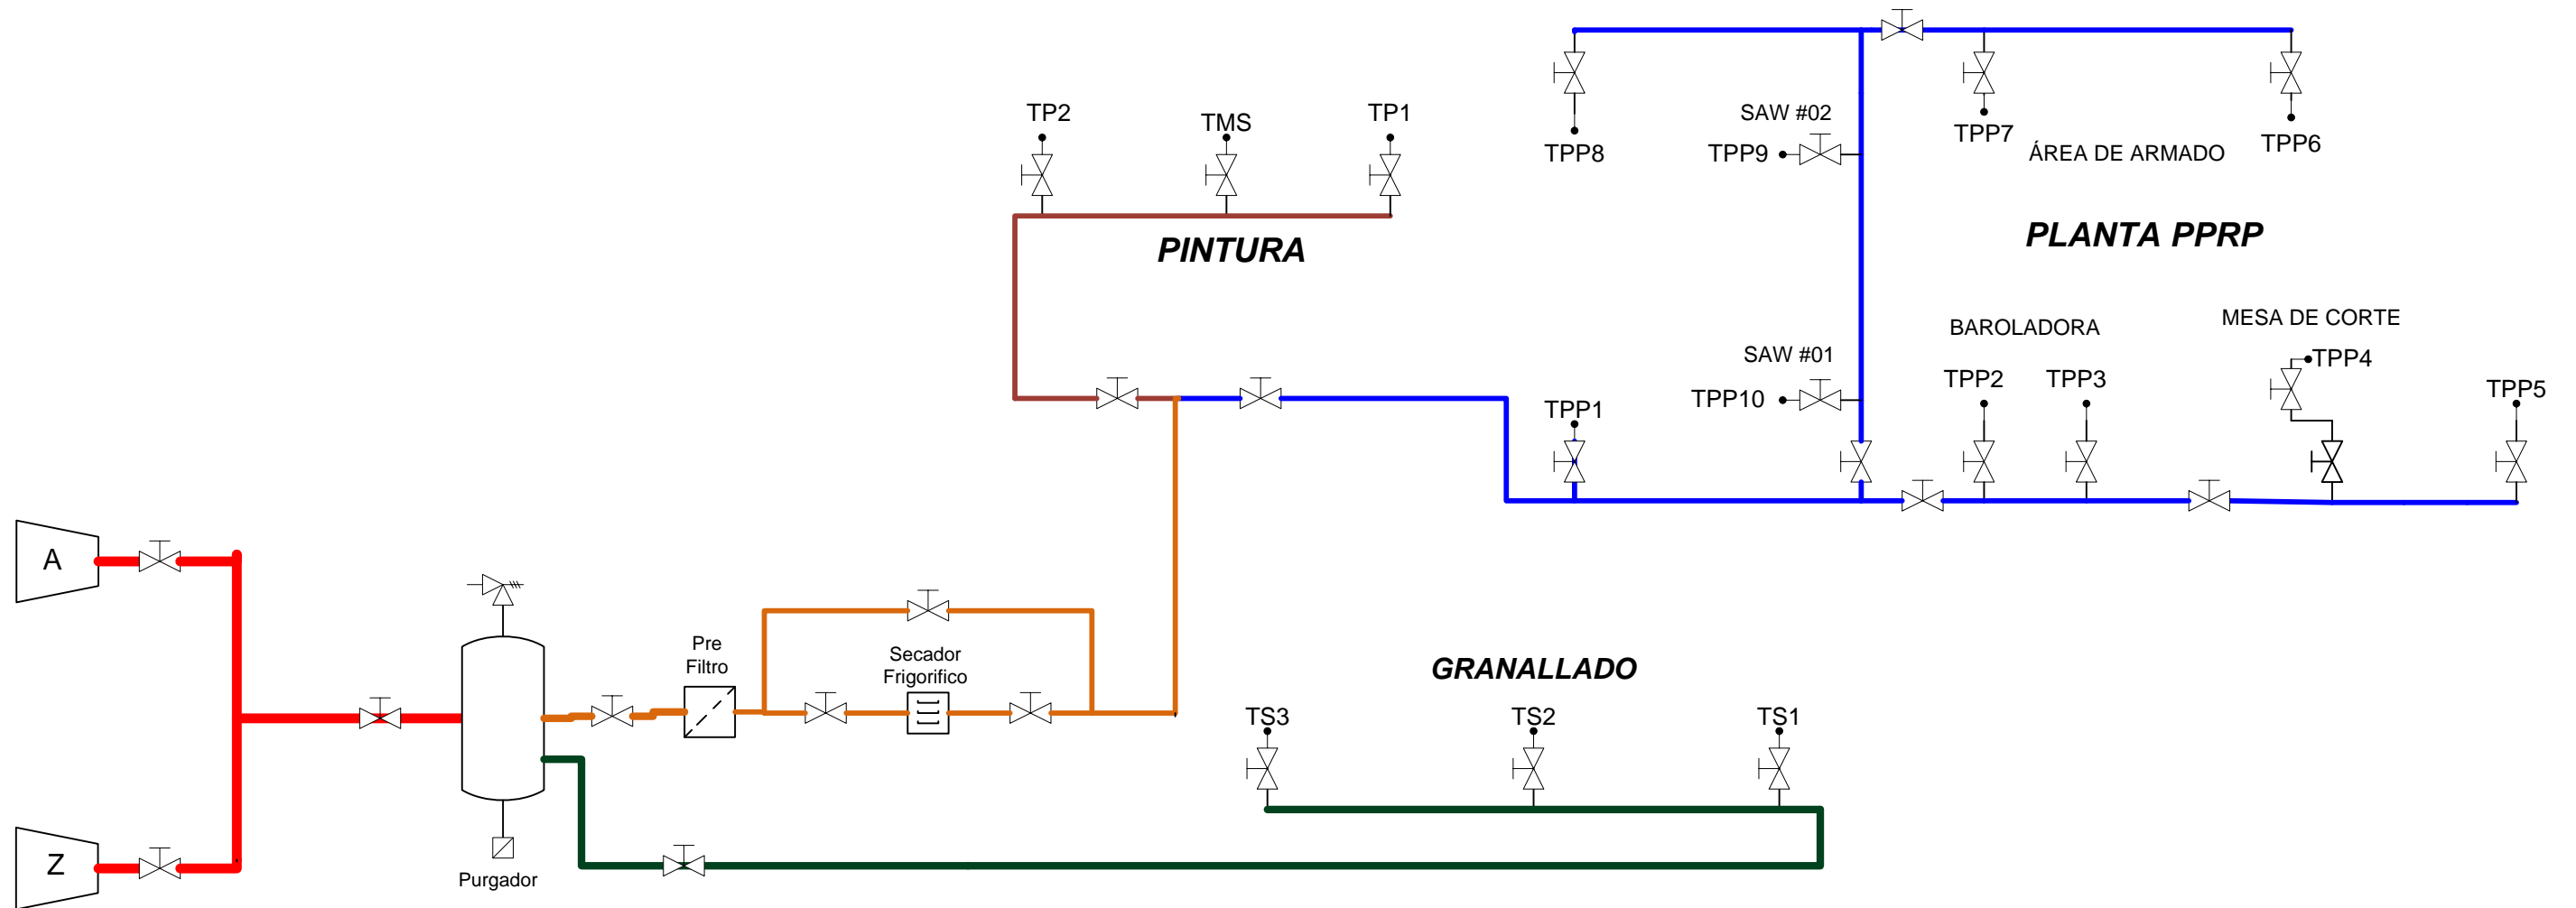 TP2
TMS
TP1
PINTURA
TPP8
SAW #02
TPP9
TPP7
ÁREA DE ARMADO
TPP6
PLANTA PPRP
SAW #01
TPP10
TPP1
BAROLADORA
TPP2
TPP3
MESA DE CORTE
TPP4
TPP5
A
Z
Purgador
Pre
Filtro
Secador
Frigorifico
GRANALLADO
TS3
TS2
TS1